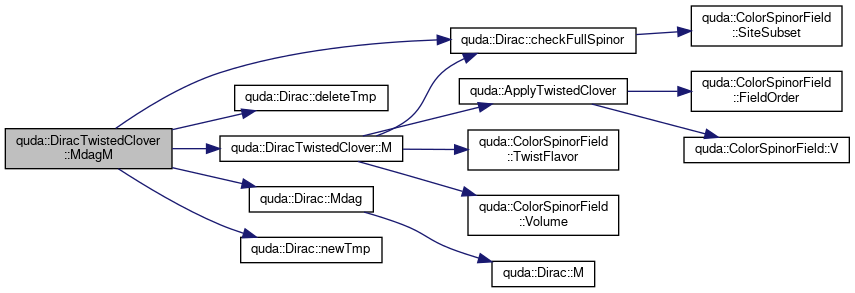 quda::DiracTwistedClover
::MdagM
quda::Dirac::checkFullSpinor
quda::Dirac::deleteTmp
quda::DiracTwistedClover::M
quda::Dirac::Mdag
quda::Dirac::newTmp
quda::ColorSpinorField
::SiteSubset
quda::ApplyTwistedClover
quda::ColorSpinorField
::TwistFlavor
quda::ColorSpinorField
::Volume
quda::Dirac::M
quda::ColorSpinorField
::FieldOrder
quda::ColorSpinorField::V